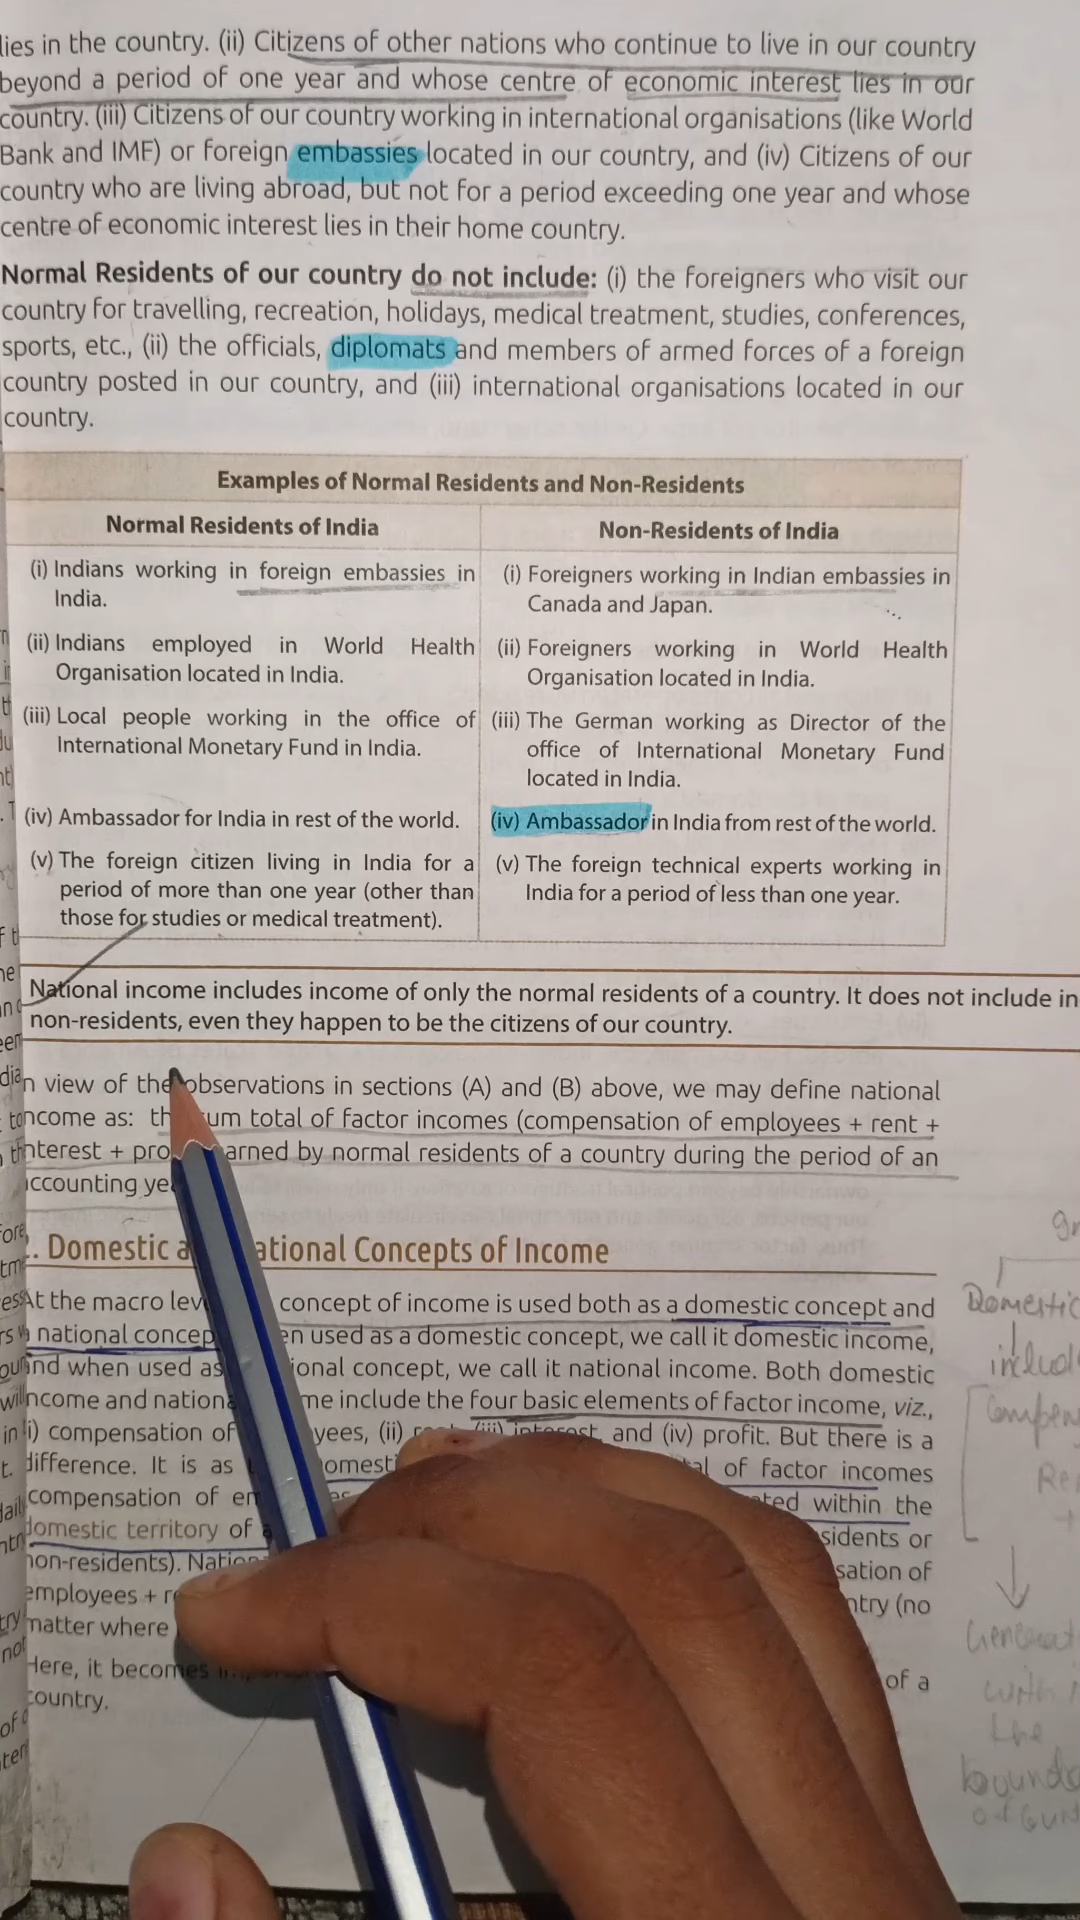 lies in the country. (ii) Citizens of other nations who continue to live in our country
beyond a period of one year and whose centre of economic interest lies in our
country. (iii) Citizens of our country working in international organisations (like World
Bank and IMF) or foreign embassies located in our country, and (iv) Citizens of our
country who are living abroad, but not for a period exceeding one year and whose
centre of economic interest lies in their home country.
Normal Residents of our country do not include: (i) the foreigners who visit our
country for travelling, recreation, holidays, medical treatment, studies, conferences,
sports, etc., (ii) the officials, diplomats and members of armed forces of a foreign
country posted in our country, and (iii) international organisations located in our
country.
Examples of Normal Residents and Non-Residents
Normal Residents of India
(i) Indians working in foreign embassies in
India.
(ii) Indians employed in World Health
Organisation located in India.
(iii) Local people working in the office of
International Monetary Fund in India.
(iv) Ambassador for India in rest of the world.
(v) The foreign citizen living in India for a
period of more than one year (other than
those for studies or medical treatment).
Non-Residents of India
(i) Foreigners working in Indian embassies in
Canada and Japan.
(ii) Foreigners working in World Health
Organisation located in India.
(iii) The German working as Director of the
office of International Monetary Fund
located in India.
(iv) Ambassador in India from rest of the world.
(v) The foreign technical experts working in
India for a period of less than one year.
National income includes income of only the normal residents of a country. It does not include in
non-residents, even they happen to be the citizens of our country.
n view of the observations in sections (A) and (B) above, we may define national
ncome as: th um total of factor incomes (compensation of employees + rent +
nterest + pro arned by normal residents of a country during the period of an
ccounting ye
. Domestic a ational Concepts of Income
At the macro lev concept of income is used both as a domestic concept and
national concep en used as a domestic concept, we call it domestic income,
nd when used as ional concept, we call it national income. Both domestic
ncome and nationa me include the four basic elements of factor income, viz.,
i) compensation of yees, (ii) (iii) interest, and (iv) profit. But there is a
difference. It is as omesti al of factor incomes
compensation of em ted within the
domestic territory of sidents or
non-residents). Nation sation of
employees + r ntry (no
matter where
Here, it becomes of a
country.
Domestic
includ
Compen
Re
+
Generat
with i
the
bounda
of